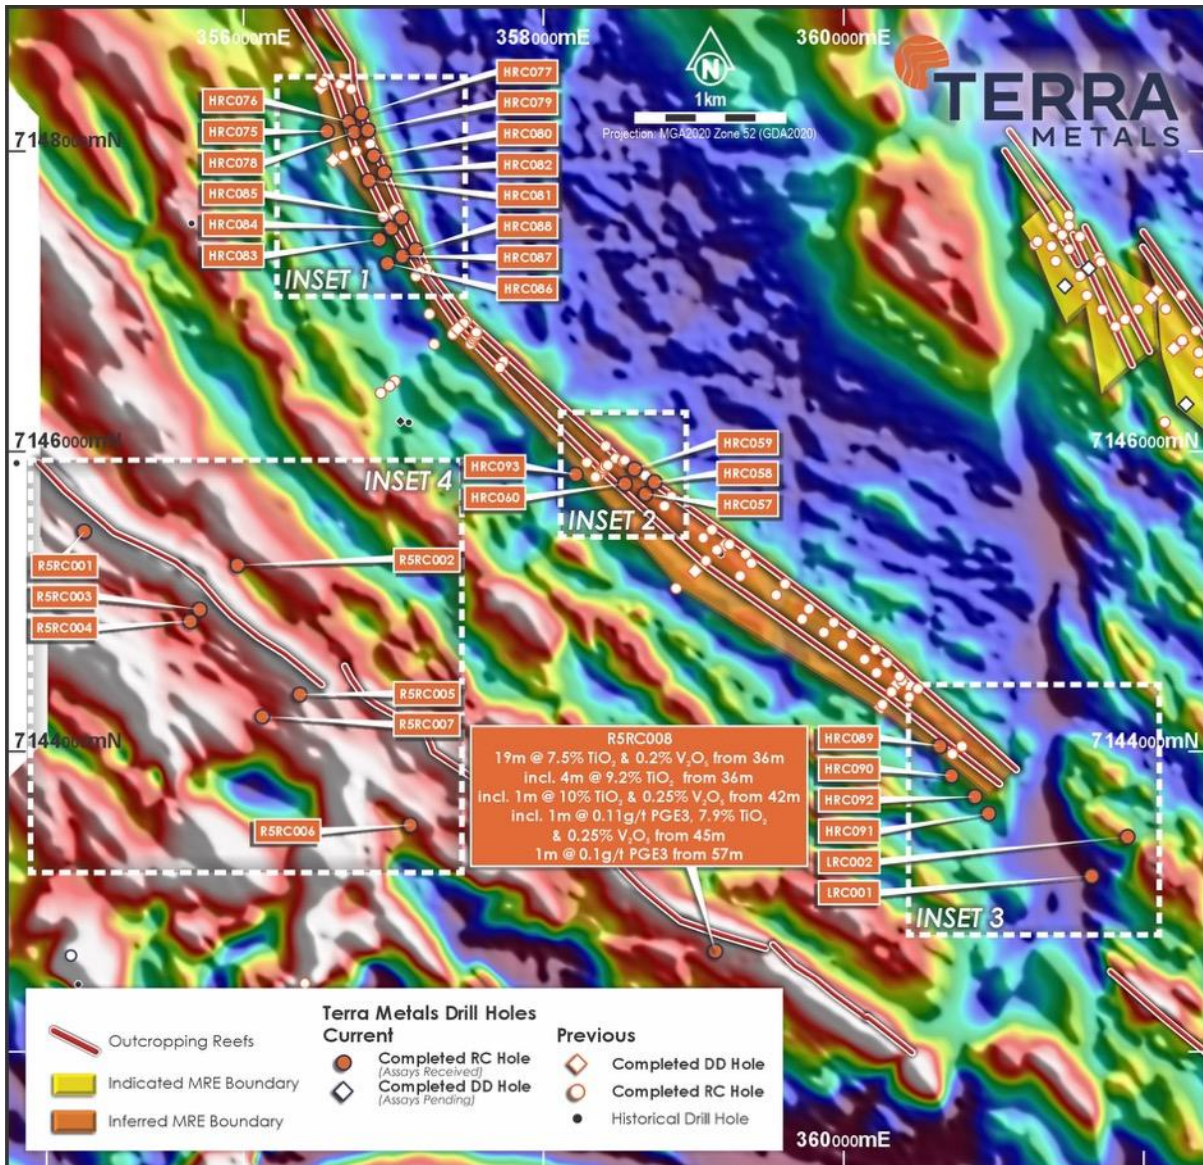 356000mE
358000mE
360000mE
TERRA
METALS
N
1km
Projection: MGA2020 Zone 52 (GDA2020)
7148000mN
HRC076
HRC075
HRC078
HRC085
HRC084
HRC083
HRC077
HRC079
HRC080
HRC082
HRC081
HRC088
HRC087
HRC086
INSET 1
7146000mN
7146000mN
HRC093
HRC060
HRC059
HRC058
HRC057
INSET 2
INSET 4
R5RC001
R5RC003
R5RC004
R5RC002
R5RC005
R5RC007
R5RC006
7144000mN
7144000mN
R5RC008
19m @ 7.5% TiO₂ & 0.2% V₂O₅ from 36m
incl. 4m @ 9.2% TiO₂ from 36m
incl. 1m @ 10% TiO₂ & 0.25% V₂O₅ from 42m
incl. 1m @ 0.11g/t PGE3, 7.9% TiO₂
& 0.25% V₂O₅ from 45m
1m @ 0.1g/t PGE3 from 57m
HRC089
HRC090
HRC092
HRC091
LRC002
LRC001
INSET 3
Outcropping Reefs
Indicated MRE Boundary
Inferred MRE Boundary
Terra Metals Drill Holes
Current
Completed RC Hole
(Assays Received)
Completed DD Hole
(Assays Pending)
Previous
Completed DD Hole
Completed RC Hole
Historical Drill Hole
360000mE